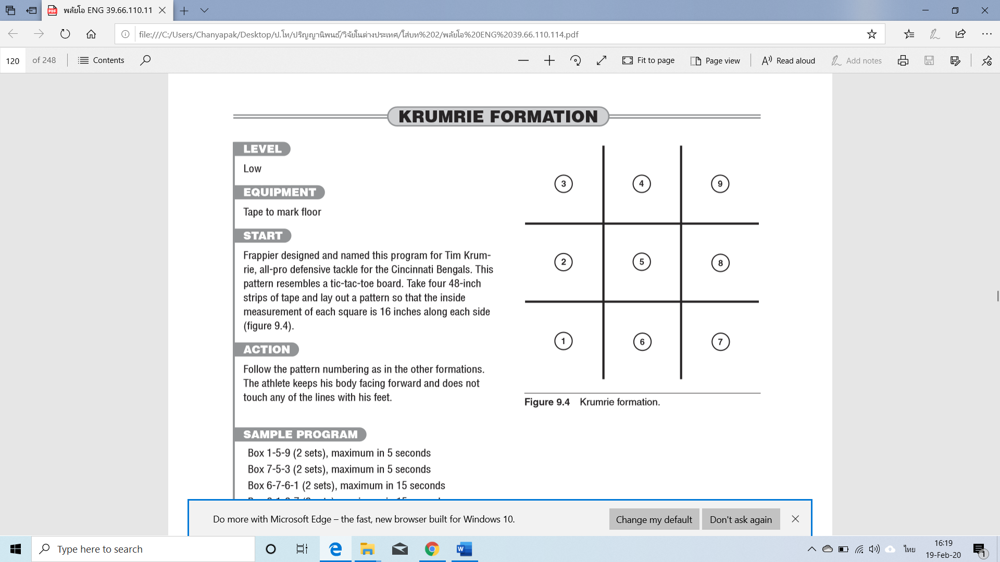 พลัยโอ ENG 39.66.110.11
file:///C:/Users/Chanyapak/Desktop/ป.โท/ปริญญานิพนธ์/วิจัยในต่างประเทศ/ใส่บท%202/พลัยโอ%20ENG%2039.66.110.114.pdf
120 of 248 Contents Fit to page Page view Read aloud Add notes
KRUMRIE FORMATION
LEVEL
Low
EQUIPMENT
Tape to mark floor
START
Frappier designed and named this program for Tim Krum-
rie, all-pro defensive tackle for the Cincinnati Bengals. This
pattern resembles a tic-tac-toe board. Take four 48-inch
strips of tape and lay out a pattern so that the inside
measurement of each square is 16 inches along each side
(figure 9.4).
ACTION
Follow the pattern numbering as in the other formations.
The athlete keeps his body facing forward and does not
touch any of the lines with his feet.
3 4 9
2 5 8
1 6 7
Figure 9.4 Krumrie formation.
SAMPLE PROGRAM
Box 1-5-9 (2 sets), maximum in 5 seconds
Box 7-5-3 (2 sets), maximum in 5 seconds
Box 6-7-6-1 (2 sets), maximum in 15 seconds
Do more with Microsoft Edge – the fast, new browser built for Windows 10.
Change my default
Don't ask again
Type here to search
ไทย
16:19
19-Feb-20
1